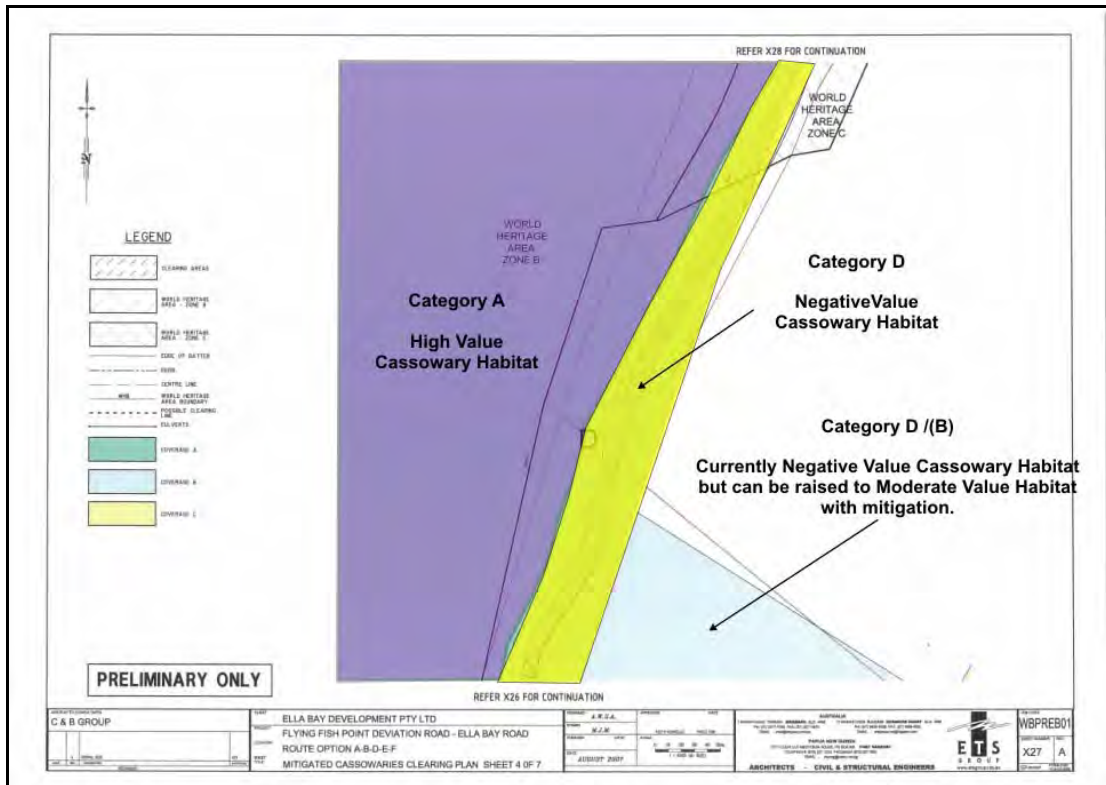 REFER X28 FOR CONTINUATION
WORLD
HERITAGE
AREA
ZONE C
N
LEGEND
CLEARING AREAS
WORLD HERITAGE
AREA - ZONE B
WORLD HERITAGE
AREA - ZONE C
EDGE OF BATTER
CENTRE LINE
WORLD HERITAGE
AREA BOUNDARY
POSSIBLE CLEARING
LINE
CULVERTS
COVERAGE A
COVERAGE B
COVERAGE C
WORLD
HERITAGE
AREA
ZONE B
Category A
High Value
Cassowary Habitat
Category D
NegativeValue
Cassowary Habitat
Category D /(B)
Currently Negative Value Cassowary Habitat
but can be raised to Moderate Value Habitat
with mitigation.
PRELIMINARY ONLY
REFER X26 FOR CONTINUATION
C & B GROUP
CLIENT
ELLA BAY DEVELOPMENT PTY LTD
PROJECT
FLYING FISH POINT DEVIATION ROAD - ELLA BAY ROAD
ROUTE OPTION A-B-D-E-F
SHEET
TITLE
MITIGATED CASSOWARIES CLEARING PLAN SHEET 4 OF 7
A.W.S.A.
M.J.M.
DATE
AUGUST 2007
AUSTRALIA
PAPUA NEW GUINEA
ARCHITECTS - CIVIL & STRUCTURAL ENGINEERS
ETS
GROUP
WBPREB01
X27
A